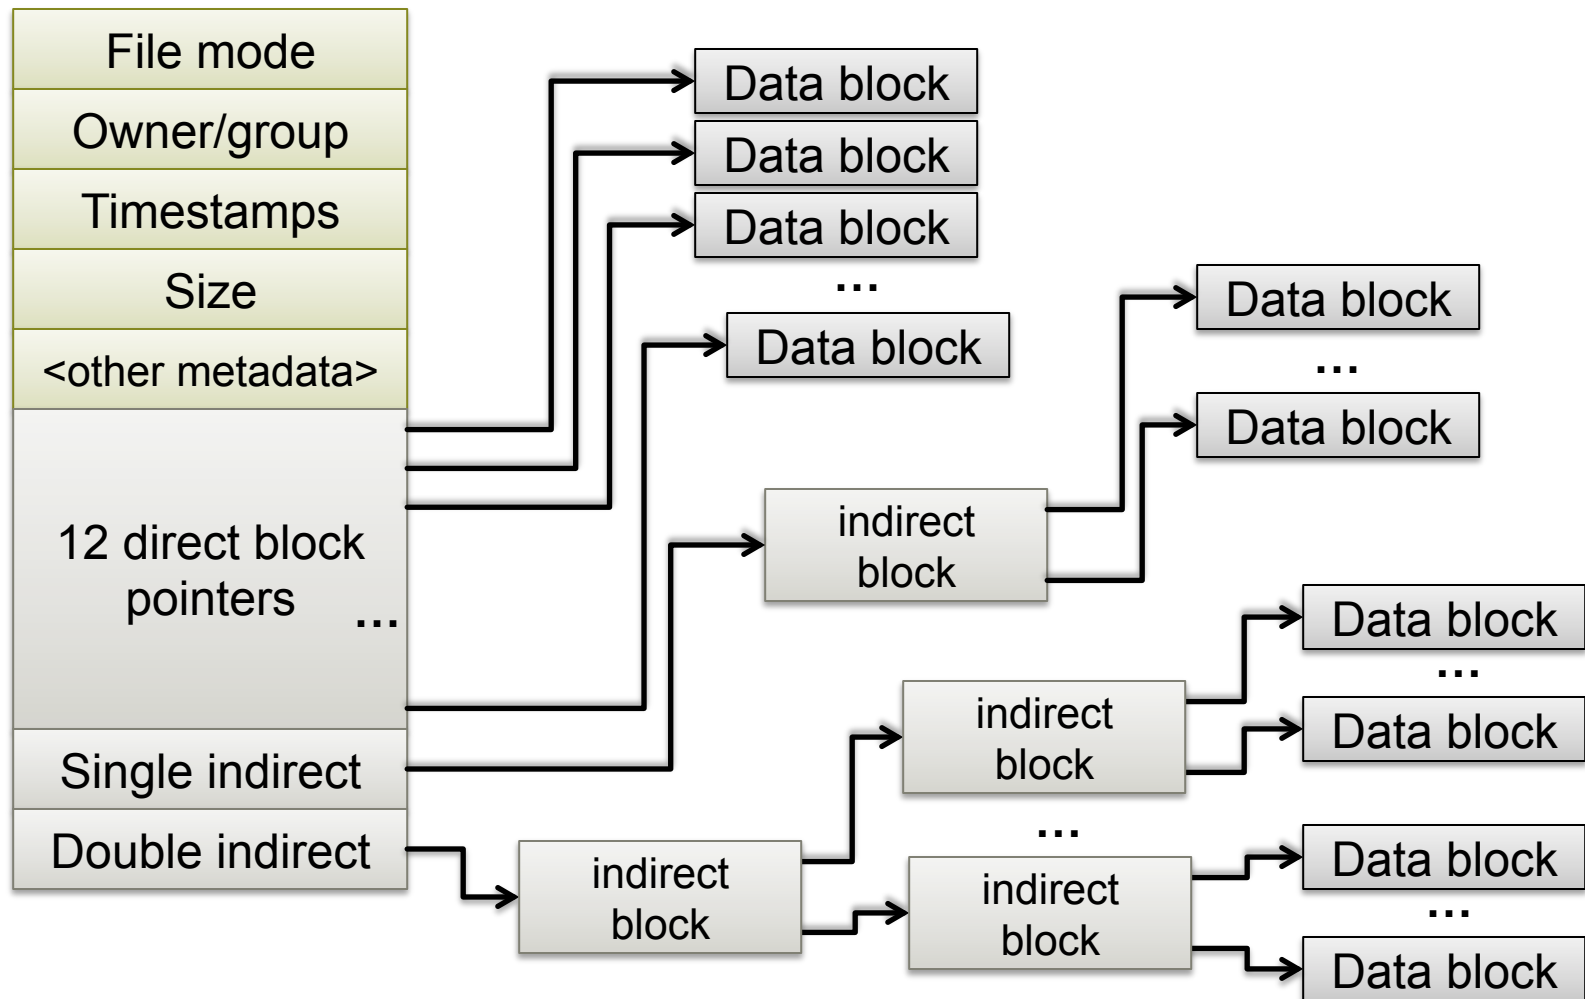 File mode
Owner/group
Timestamps
Size
<other metadata>
12 direct block
pointers
...
Single indirect
Double indirect
Data block
Data block
Data block
...
Data block
Data block
...
Data block
indirect
block
Data block
...
Data block
indirect
block
...
indirect
block
indirect
block
Data block
...
Data block